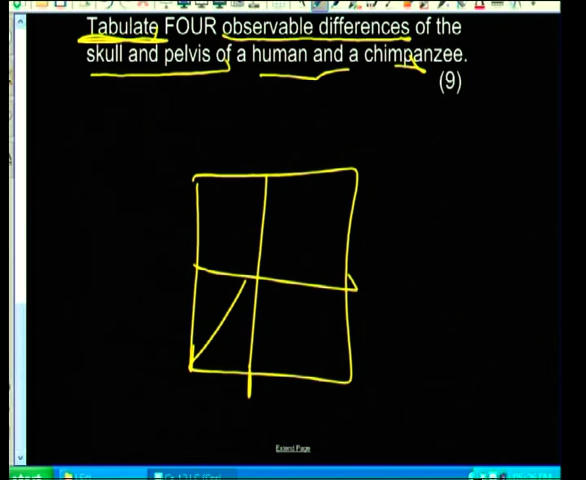 Tabulate FOUR observable differences of the
skull and pelvis of a human and a chimpanzee.
(9)
Extend Page